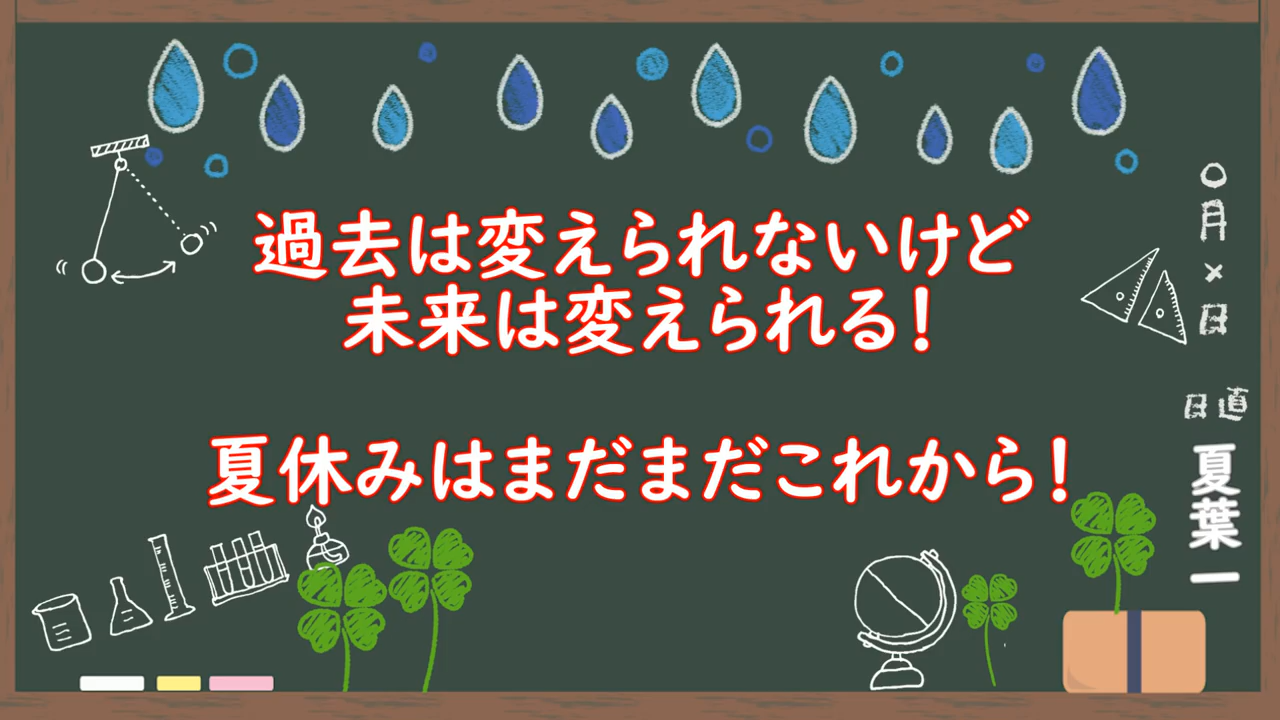 過去は変えられないけど
未来は変えられる！
夏休みはまだまだこれから！
〇月×日
日直
夏葉一